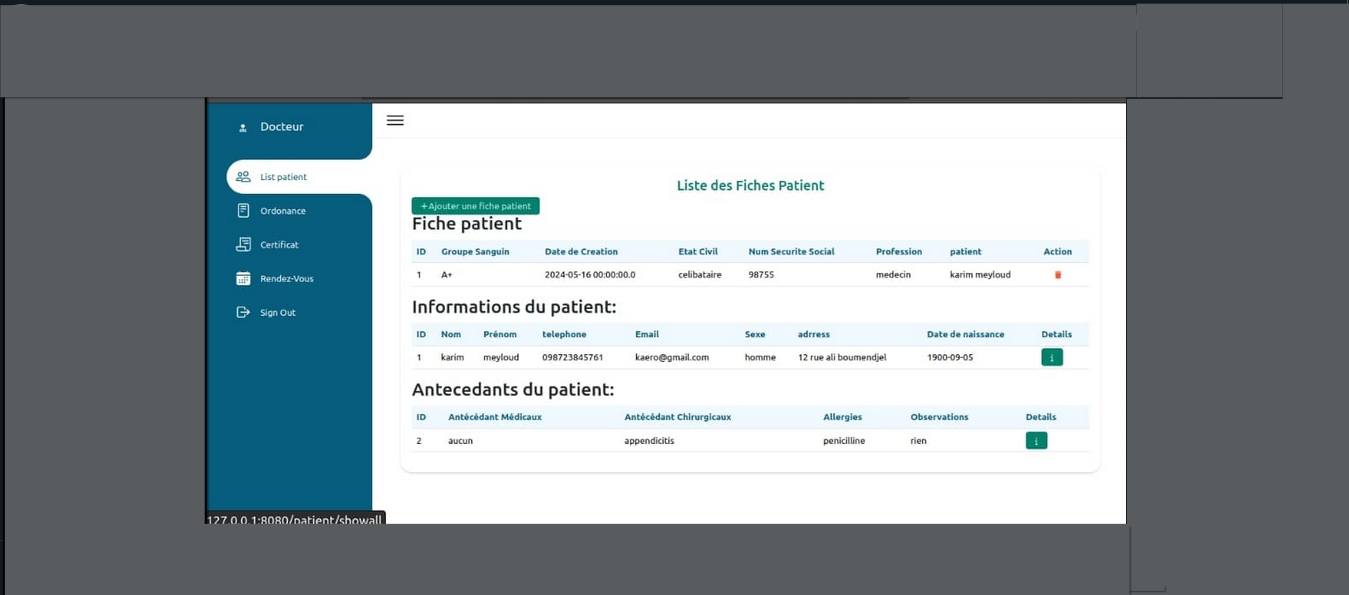 Docteur
List patient
Ordonance
Certificat
Rendez-Vous
Sign Out
Liste des Fiches Patient
+Ajouter une fiche patient
Fiche patient
ID Groupe Sanguin Date de Creation Etat Civil Num Securite Social Profession patient Action
1 A+ 2024-05-16 00:00:00.0 celibataire 98755 medecin karim meyloud
Informations du patient:
ID Nom Prénom telephone Email Sexe adrress Date de naissance Details
1 karim meyloud 098723845761 kaero@gmail.com homme 12 rue ali boumendjel 1900-09-05 i
Antecedants du patient:
ID Antécédant Médicaux Antécédant Chirurgicaux Allergies Observations Details
2 aucun appendicitis penicilline rien i
127.0.0.1:8080/patient/showall